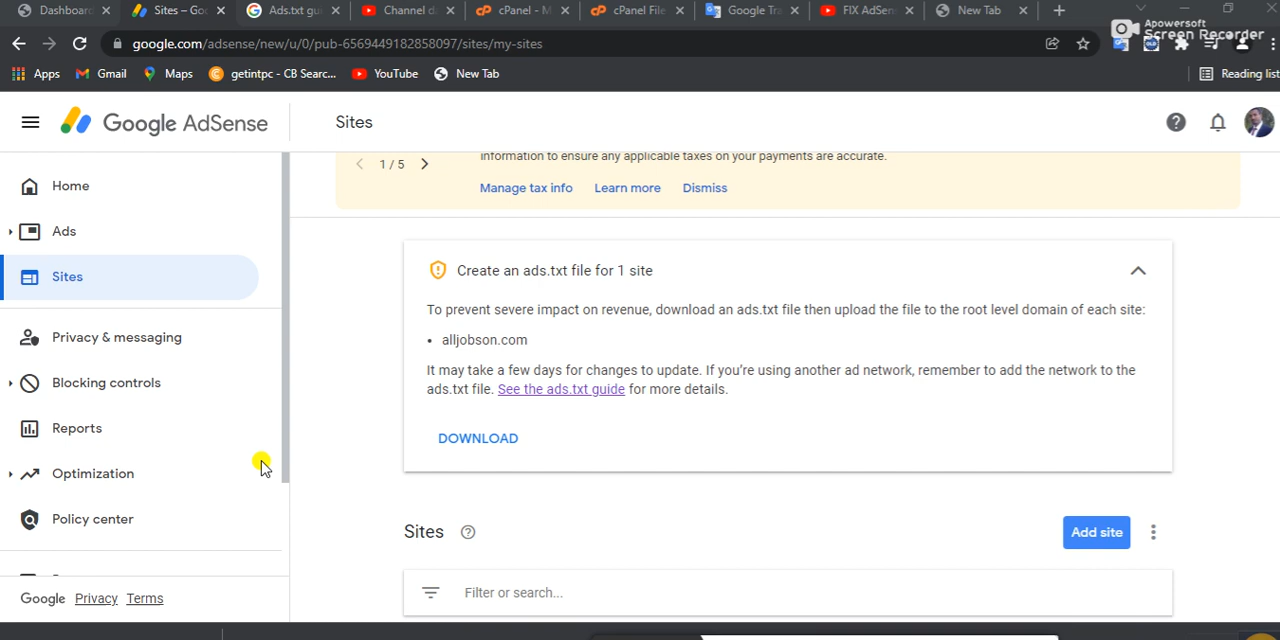 Dashboard
Sites – Goo
Ads.txt gu
Channel da
cPanel - M
cPanel File
Google Tra
FIX AdSen
New Tab
Apowersoft
Screen Recorder
google.com/adsense/new/u/0/pub-6569449182858097/sites/my-sites
Apps
Gmail
Maps
getintpc - CB Searc...
YouTube
New Tab
Reading list
Google AdSense
Sites
1 / 5
information to ensure any applicable taxes on your payments are accurate.
Manage tax info Learn more Dismiss
Home
Ads
Sites
Privacy & messaging
Blocking controls
Reports
Optimization
Policy center
Google Privacy Terms
Create an ads.txt file for 1 site
To prevent severe impact on revenue, download an ads.txt file then upload the file to the root level domain of each site:
• alljobson.com
It may take a few days for changes to update. If you're using another ad network, remember to add the network to the
ads.txt file. See the ads.txt guide for more details.
DOWNLOAD
Sites
Add site
Filter or search...